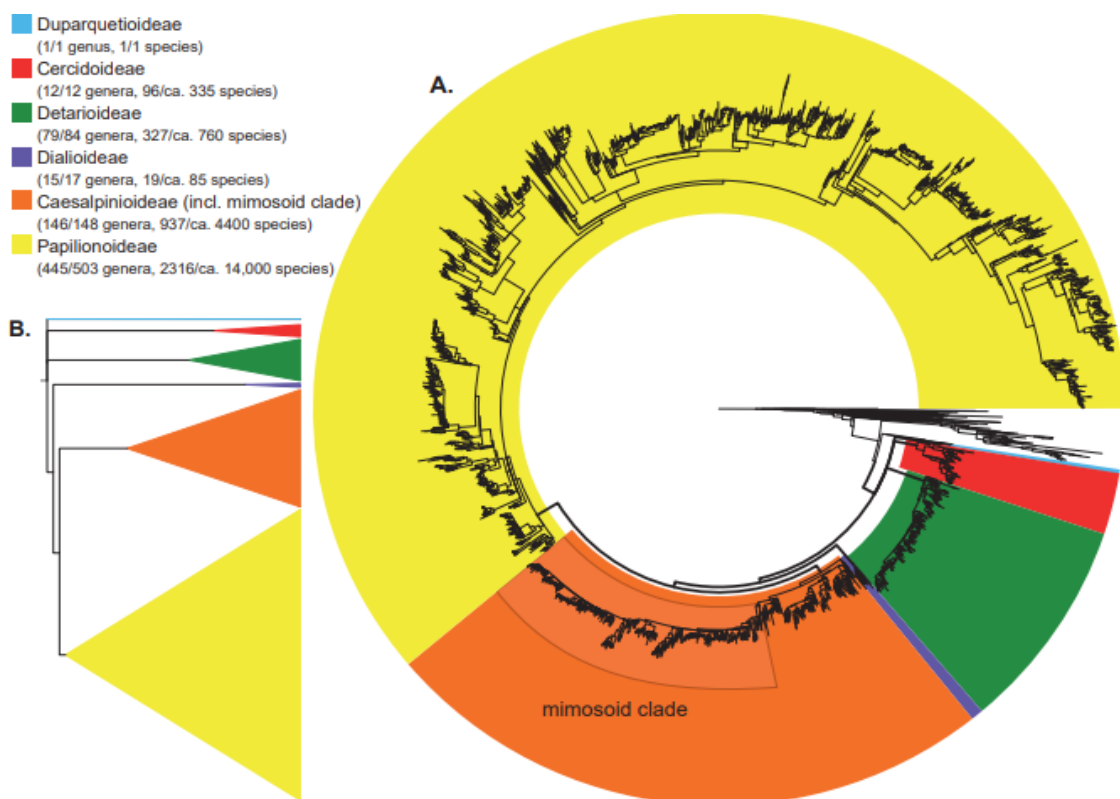 Duparquetioideae
(1/1 genus, 1/1 species)
Cercidoideae
(12/12 genera, 96/ca. 335 species)
Detarioideae
(79/84 genera, 327/ca. 760 species)
Dialioideae
(15/17 genera, 19/ca. 85 species)
Caesalpinioideae (incl. mimosoid clade)
(146/148 genera, 937/ca. 4400 species)
Papilionoideae
(445/503 genera, 2316/ca. 14,000 species)
A.
B.
mimosoid clade